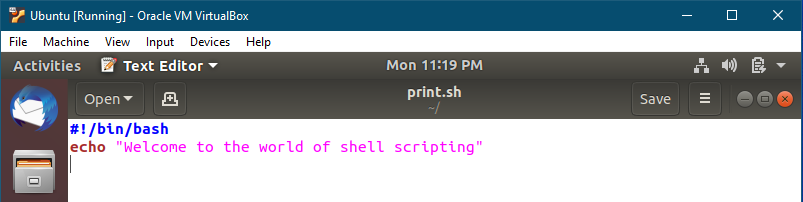 Ubuntu [Running] - Oracle VM VirtualBox
File Machine View Input Devices Help
Activities Text Editor Mon 11:19 PM
Open print.sh Save
~/
#!/bin/bash
echo "Welcome to the world of shell scripting"